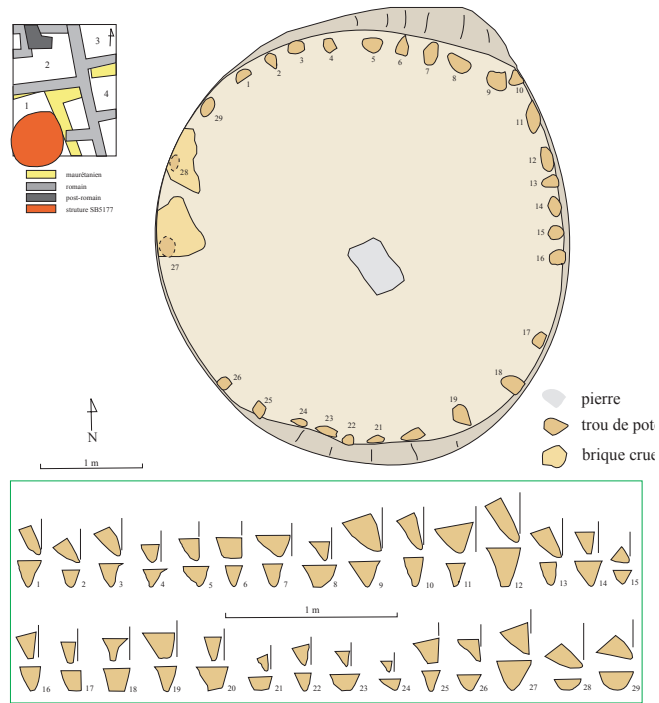 3
2
4
1
maurétanien
romain
post-romain
struture SB5177
1
2
3
4
5
6
7
8
9
10
11
12
13
14
15
16
17
18
19
21
22
23
24
25
26
27
28
29
N
1 m
pierre
trou de pote
brique crue
1 2 3 4 5 6 7 8 9 10 11 12 13 14 15
1 m
16 17 18 19 20 21 22 23 24 25 26 27 28 29